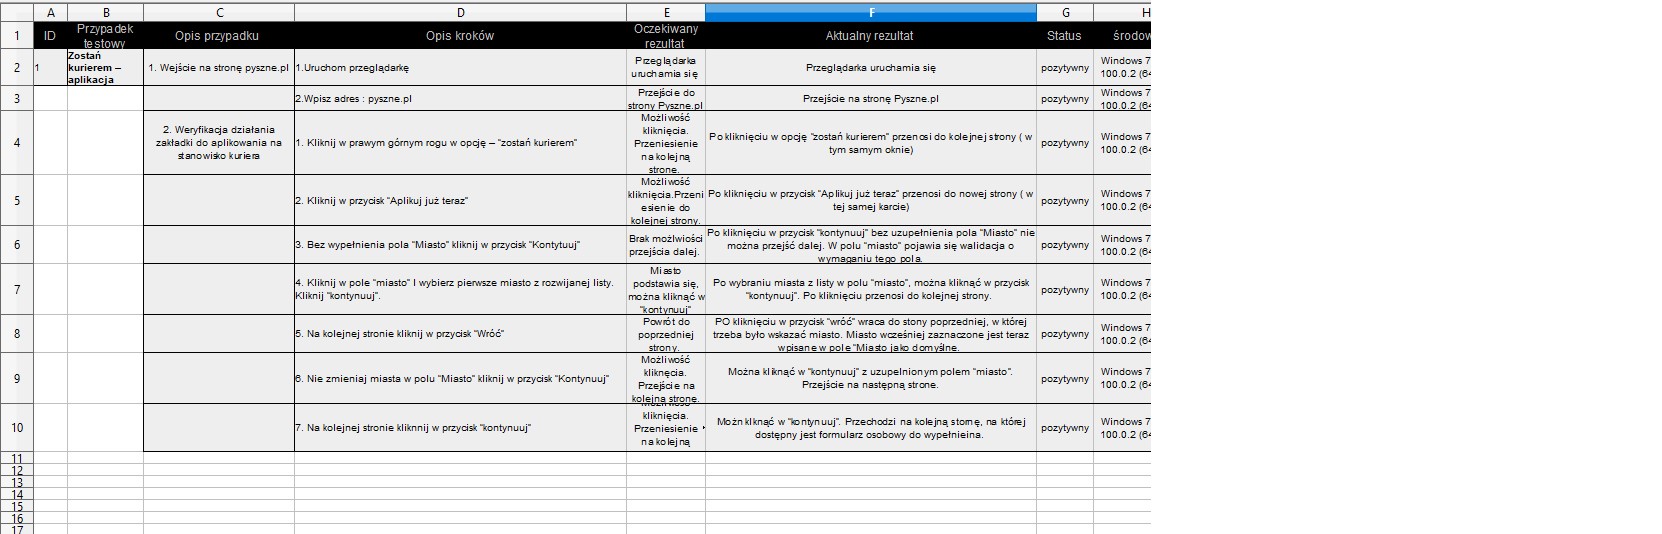 A B C D E F G H
1 ID Przypadek testowy Opis przypadku Opis kroków Oczekiwany rezultat Aktualny rezultat Status środow
2 1 Zostań kurierem – aplikacja 1. Wejście na stronę pyszne.pl 1.Uruchom przeglądarkę Przeglądarka uruchamia się Przeglądarka uruchamia się pozytywny Windows 7 100.0.2 (64
3 2.Wpisz adres : pyszne.pl Przejście do strony Pyszne.pl Przejście na stronę Pyszne.pl pozytywny Windows 7 100.0.2 (64
4 2. Weryfikacja działania zakładki do aplikowania na stanowisko kuriera 1. Kliknij w prawym górnym rogu w opcję – "zostań kurierem" Możliwość kliknięcia. Przeniesienie na kolejną stronę. Po kliknięciu w opcję "zostań kurierem" przenosi do kolejnej strony ( w tym samym oknie) pozytywny Windows 7 100.0.2 (64
5 2. Kliknij w przycisk "Aplikuj już teraz" Możliwość kliknięcia.Przeniesienie do kolejnej strony. Po kliknięciu w przycisk "Aplikuj już teraz" przenosi do nowej strony ( w tej samej karcie) pozytywny Windows 7 100.0.2 (64
6 3. Bez wypełnienia pola "Miasto" kliknij w przycisk "Kontytuuj" Brak możlwiości przejścia dalej. Po kliknięciu w przycisk "kontynuuj" bez uzupełnienia pola "Miasto" nie można przejść dalej. W polu "miasto" pojawia się walidacja o wymaganiu tego pola. pozytywny Windows 7 100.0.2 (64
7 4. Kliknij w pole "miasto" I wybierz pierwsze miasto z rozwijanej listy. Kliknij "kontynuuj". Miasto podstawia się, można kliknąć w "kontynuuj" Po wybraniu miasta z listy w polu "miasto", można kliknąć w przycisk "kontynuuj". Po kliknięciu przenosi do kolejnej strony. pozytywny Windows 7 100.0.2 (64
8 5. Na kolejnej stronie kliknij w przycisk "Wróć" Powrót do poprzedniej strony. PO kliknięciu w przycisk "wróć" wraca do stony poprzedniej, w której trzeba było wskazać miasto. Miasto wcześniej zaznaczone jest teraz wpisane w pole "Miasto jako domyślne. pozytywny Windows 7 100.0.2 (64
9 6. Nie zmieniaj miasta w polu "Miasto" kliknij w przycisk "Kontynuuj" Możliwość kliknęcia. Przejście na kolejną stronę. Można kliknąć w "kontynuuj" z uzupelnionym polem "miasto". Przejście na następną strone. pozytywny Windows 7 100.0.2 (64
10 7. Na kolejnej stronie kliknnij w przycisk "kontynuuj" kliknięcia. Przeniesienie na kolejną Możn klknąć w "kontynuuj". Przechodzi na kolejną stornę, na której dostępny jest formularz osobowy do wypełnieina. pozytywny Windows 7 100.0.2 (64
11
12
13
14
15
16
17